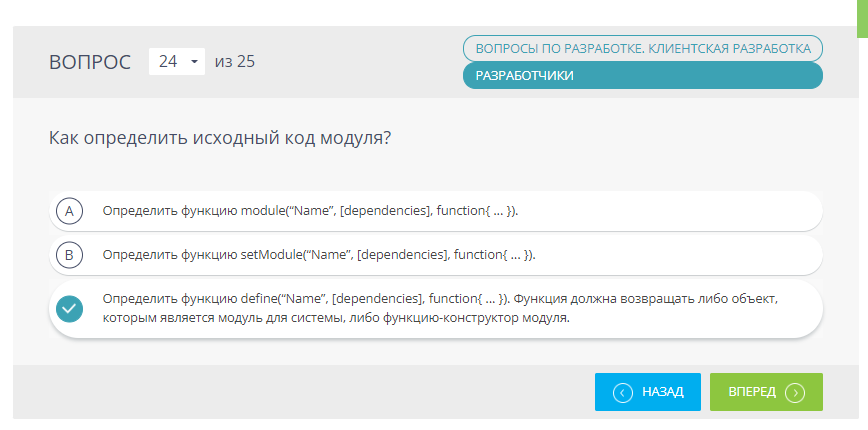 ВОПРОС 24 из 25
ВОПРОСЫ ПО РАЗРАБОТКЕ. КЛИЕНТСКАЯ РАЗРАБОТКА
РАЗРАБОТЧИКИ
Как определить исходный код модуля?
A Определить функцию module(“Name”, [dependencies], function{ ... }).
B Определить функцию setModule(“Name”, [dependencies], function{ ... }).
Определить функцию define(“Name”, [dependencies], function{ ... }). Функция должна возвращать либо объект,
которым является модуль для системы, либо функцию-конструктор модуля.
НАЗАД ВПЕРЕД